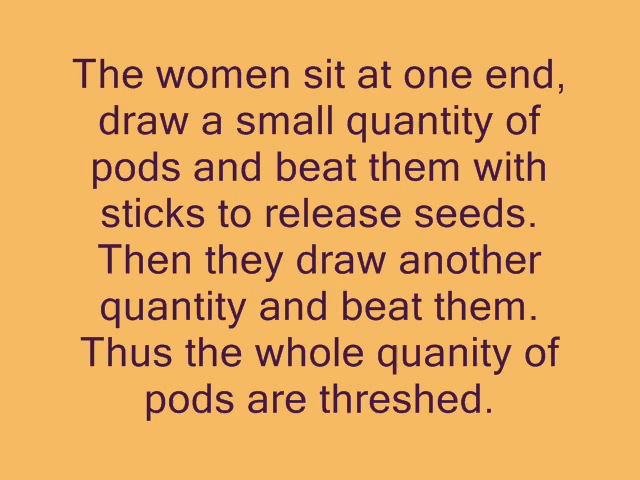 The women sit at one end,
draw a small quantity of
pods and beat them with
sticks to release seeds.
Then they draw another
quantity and beat them.
Thus the whole quanity of
pods are threshed.